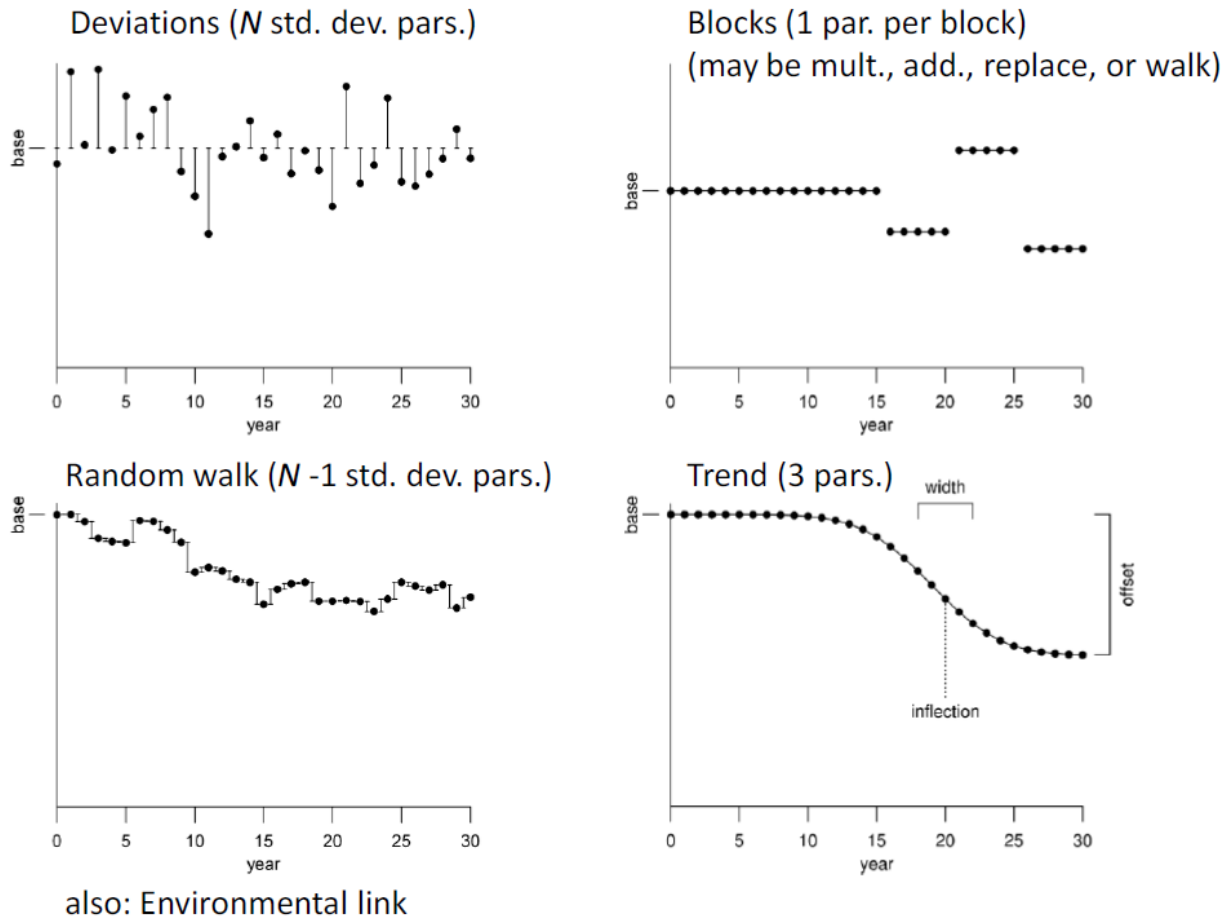 Deviations (N std. dev. pars.)
base
0 5 10 15 20 25 30
year
Blocks (1 par. per block)
(may be mult., add., replace, or walk)
base
0 5 10 15 20 25 30
year
Random walk (N -1 std. dev. pars.)
base
0 5 10 15 20 25 30
year
Trend (3 pars.)
width
base
offset
inflection
0 5 10 15 20 25 30
year
also: Environmental link